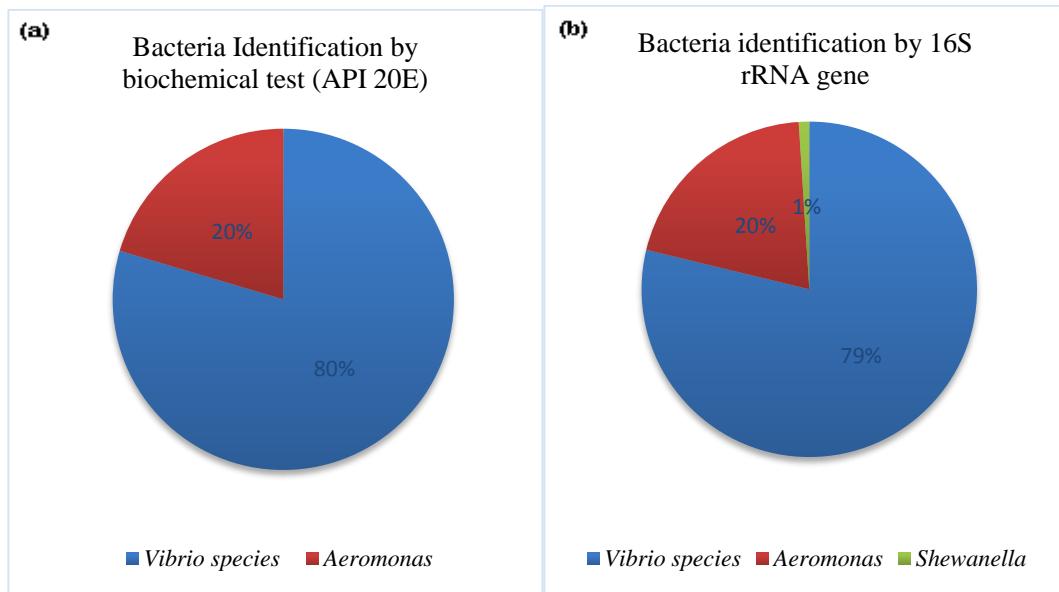 (a)
Bacteria Identification by
biochemical test (API 20E)
20%
80%
Vibrio species
Aeromonas
(b)
Bacteria identification by 16S
rRNA gene
1%
20%
79%
Vibrio species
Aeromonas
Shewanella